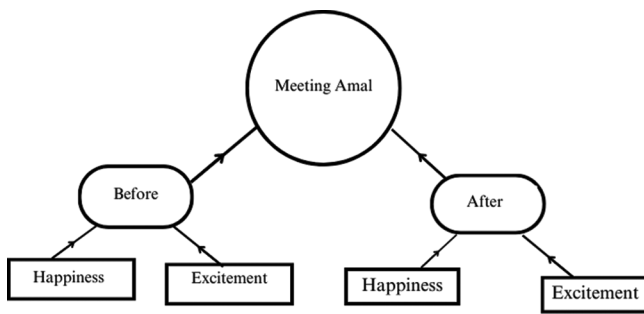 Meeting Amal
Before
After
Happiness
Excitement
Happiness
Excitement